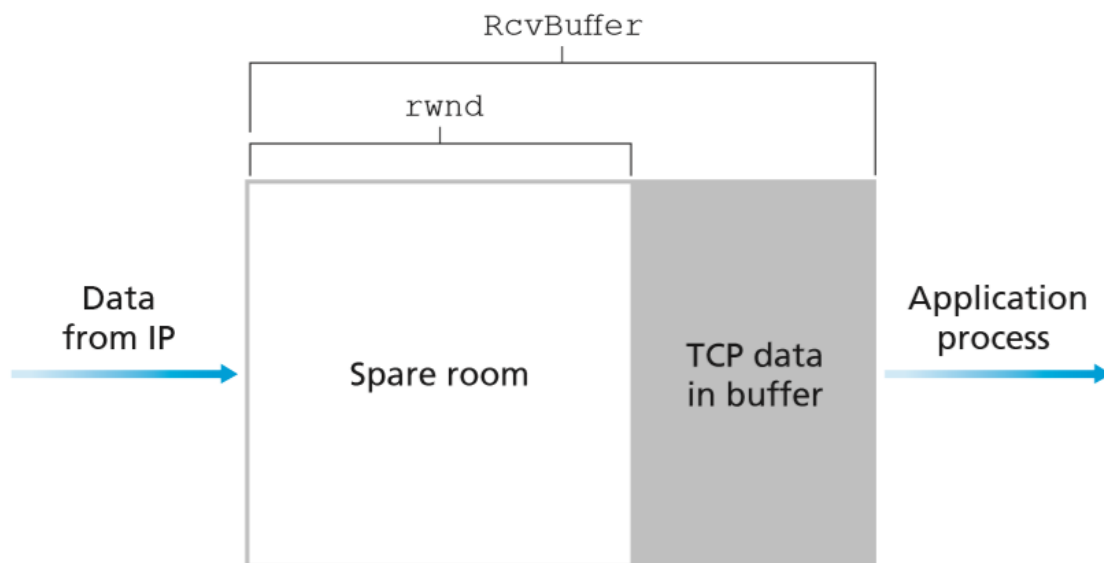 RcvBuffer
rwnd
Data
from IP
Spare room
TCP data
in buffer
Application
process